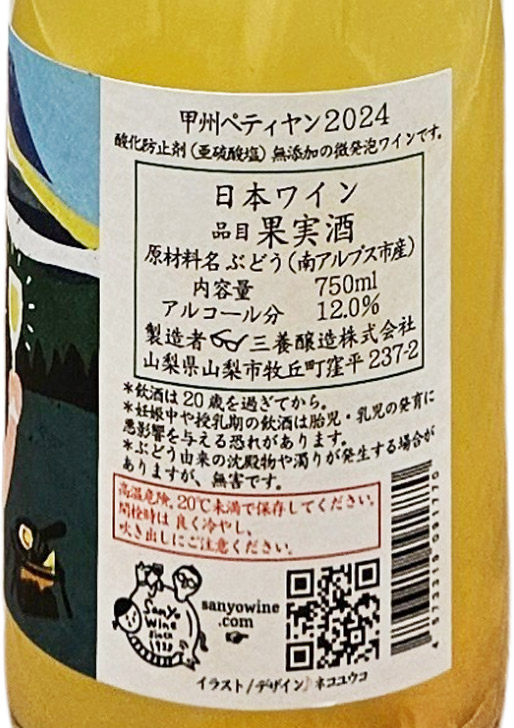 甲州ペティヤン2024
酸化防止剤(亜硫酸塩)無添加の微発泡ワインです。
日本ワイン
品目 果実酒
原材料名 ぶどう(南アルプス市産)
内容量 750ml
アルコール分 12.0%
製造者 三養醸造株式会社
山梨県山梨市牧丘町窪平237-2
*飲酒は20歳を過ぎてから。
*妊娠中や授乳期の飲酒は胎児・乳児の発育に
悪影響を与える恐れがあります。
*ぶどう由来の沈殿物や濁りが発生する場合が
ありますが、無害です。
高温危険。20℃未満で保存してください。
開栓時は良く冷やし、
吹き出しにご注意ください。
Sanyo
Wine
since
sanyowine
.com
イラスト/デザイン♪ネコユウコ
4573319091770